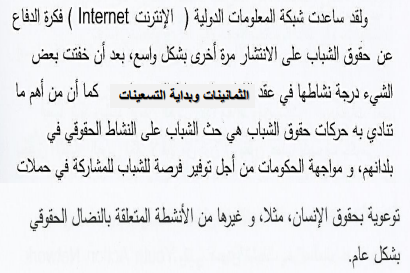 ولقد ساعدت شبكة المعلومات الدولية ( الإنترنت Internet ) فكرة الدفاع
عن حقوق الشباب على الانتشار مرة أخرى بشكل واسع، بعد أن خفتت بعض
الشيء درجة نشاطها في عقد الثمانينات وبداية التسعينات كما أن من أهم ما
تنادي به حركات حقوق الشباب هي حث الشباب على النشاط الحقوقي في
بلدانهم، و مواجهة الحكومات من أجل توفير فرصة للشباب للمشاركة في حملات
توعوية بحقوق الإنسان، مثلا، و غيرها من الأنشطة المتعلقة بالنضال الحقوقي
بشكل عام.